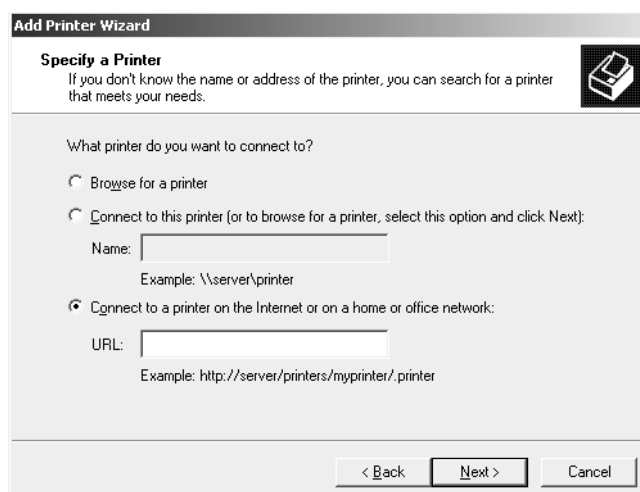 Add Printer Wizard
Specify a Printer
If you don't know the name or address of the printer, you can search for a printer
that meets your needs.
What printer do you want to connect to?
Browse for a printer
Connect to this printer (or to browse for a printer, select this option and click Next):
Name:
Example: \\server\printer
Connect to a printer on the Internet or on a home or office network:
URL:
Example: http://server/printers/myprinter/.printer
< Back Next > Cancel